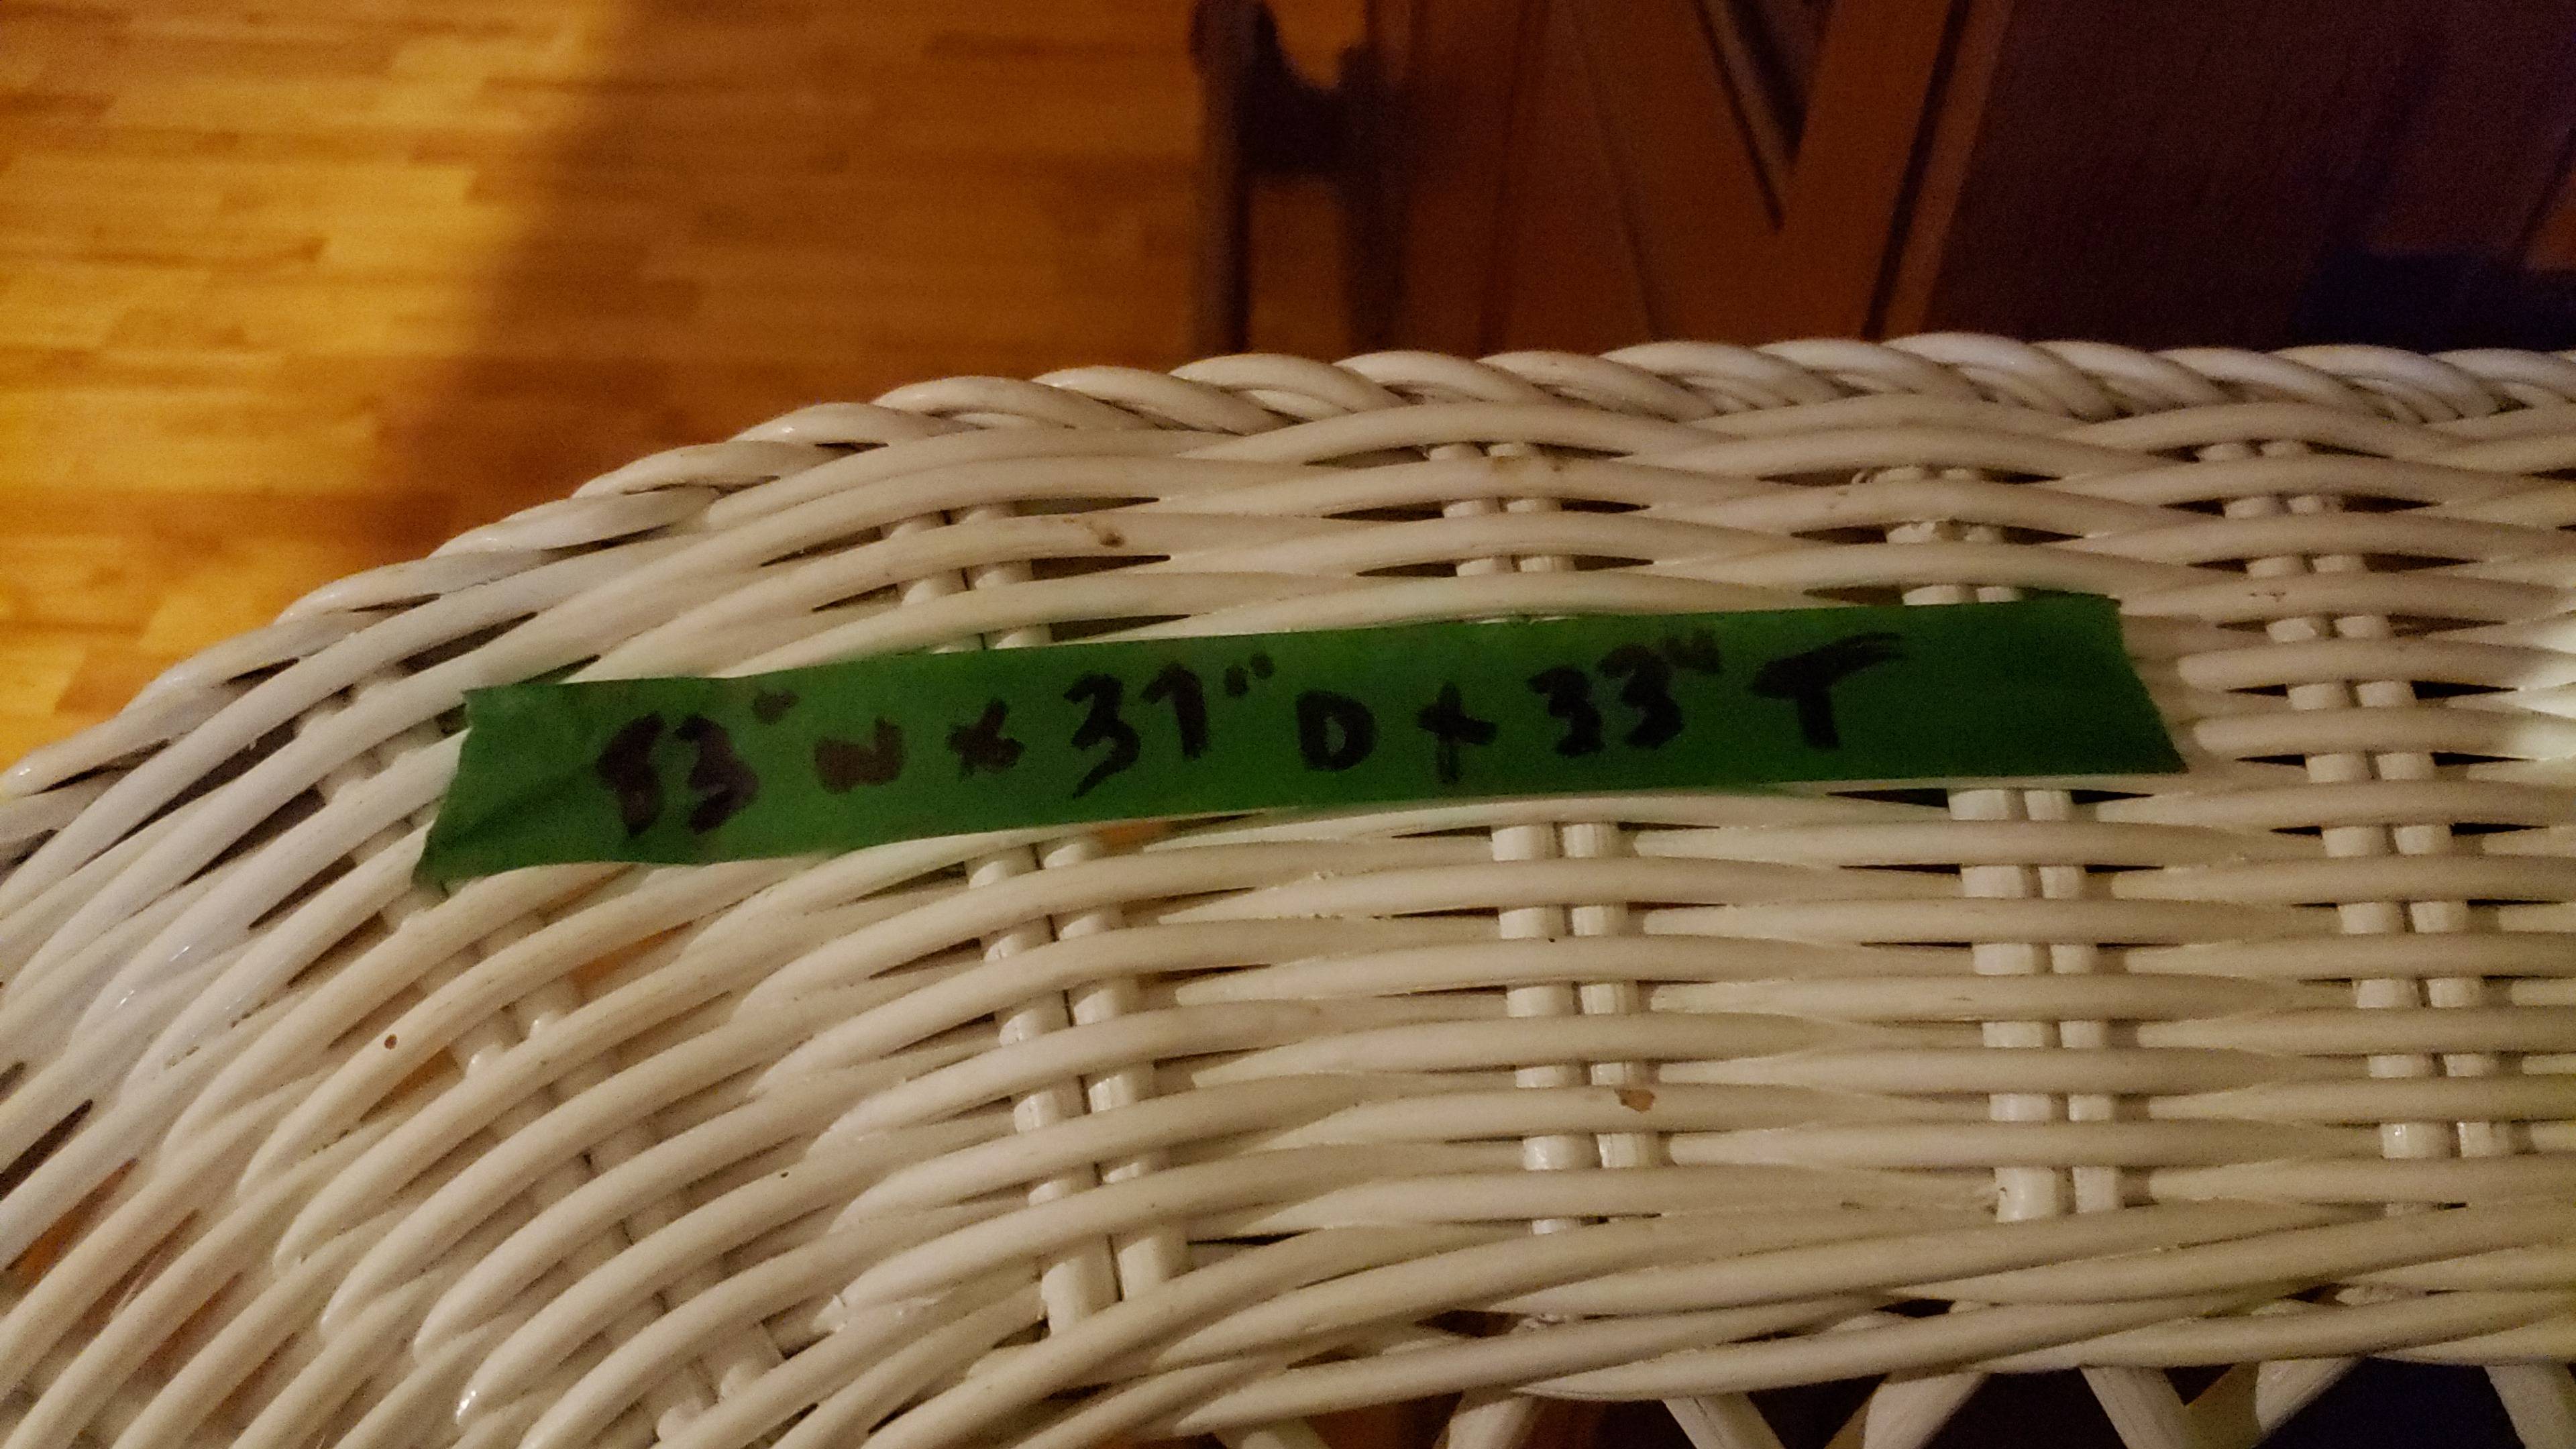 53" W x 37" D x 33" T